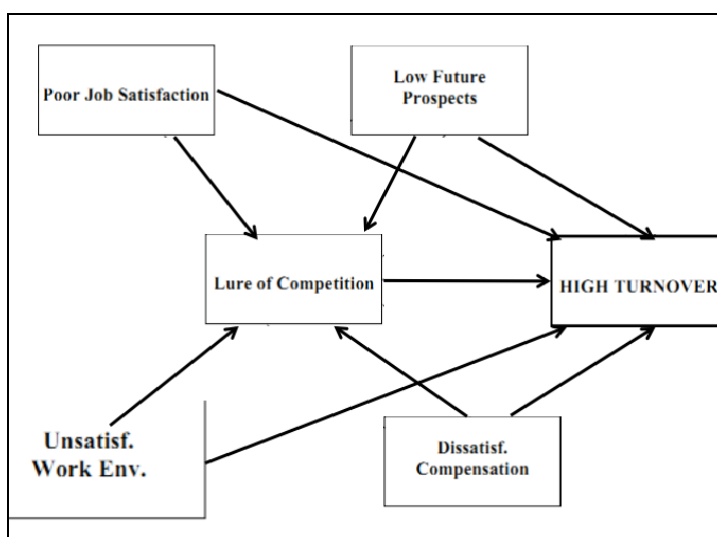 Poor Job Satisfaction
Low Future
Prospects
Lure of Competition
HIGH TURNOVER
Unsatisf.
Work Env.
Dissatisf.
Compensation